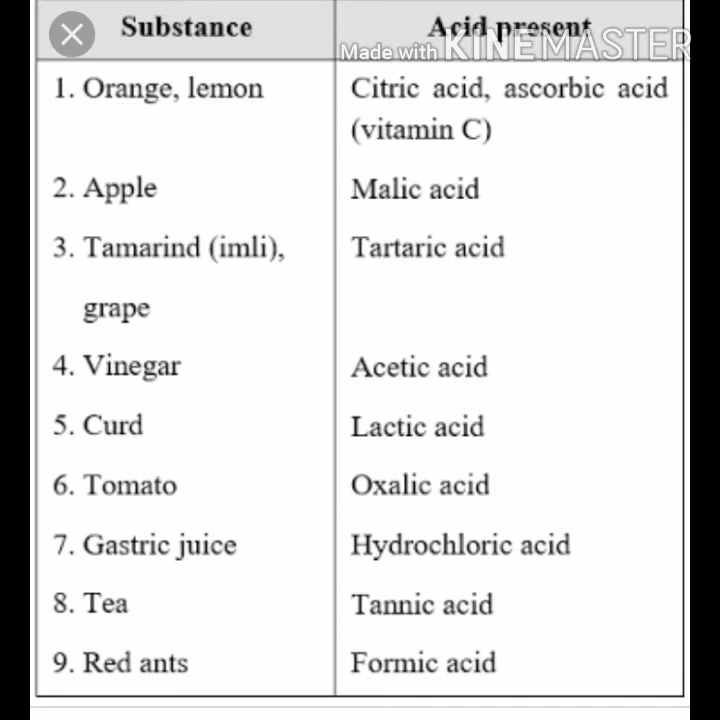 Substance Acid present
Made with KINEMASTER
1. Orange, lemon Citric acid, ascorbic acid
(vitamin C)
2. Apple Malic acid
3. Tamarind (imli), Tartaric acid
grape
4. Vinegar Acetic acid
5. Curd Lactic acid
6. Tomato Oxalic acid
7. Gastric juice Hydrochloric acid
8. Tea Tannic acid
9. Red ants Formic acid